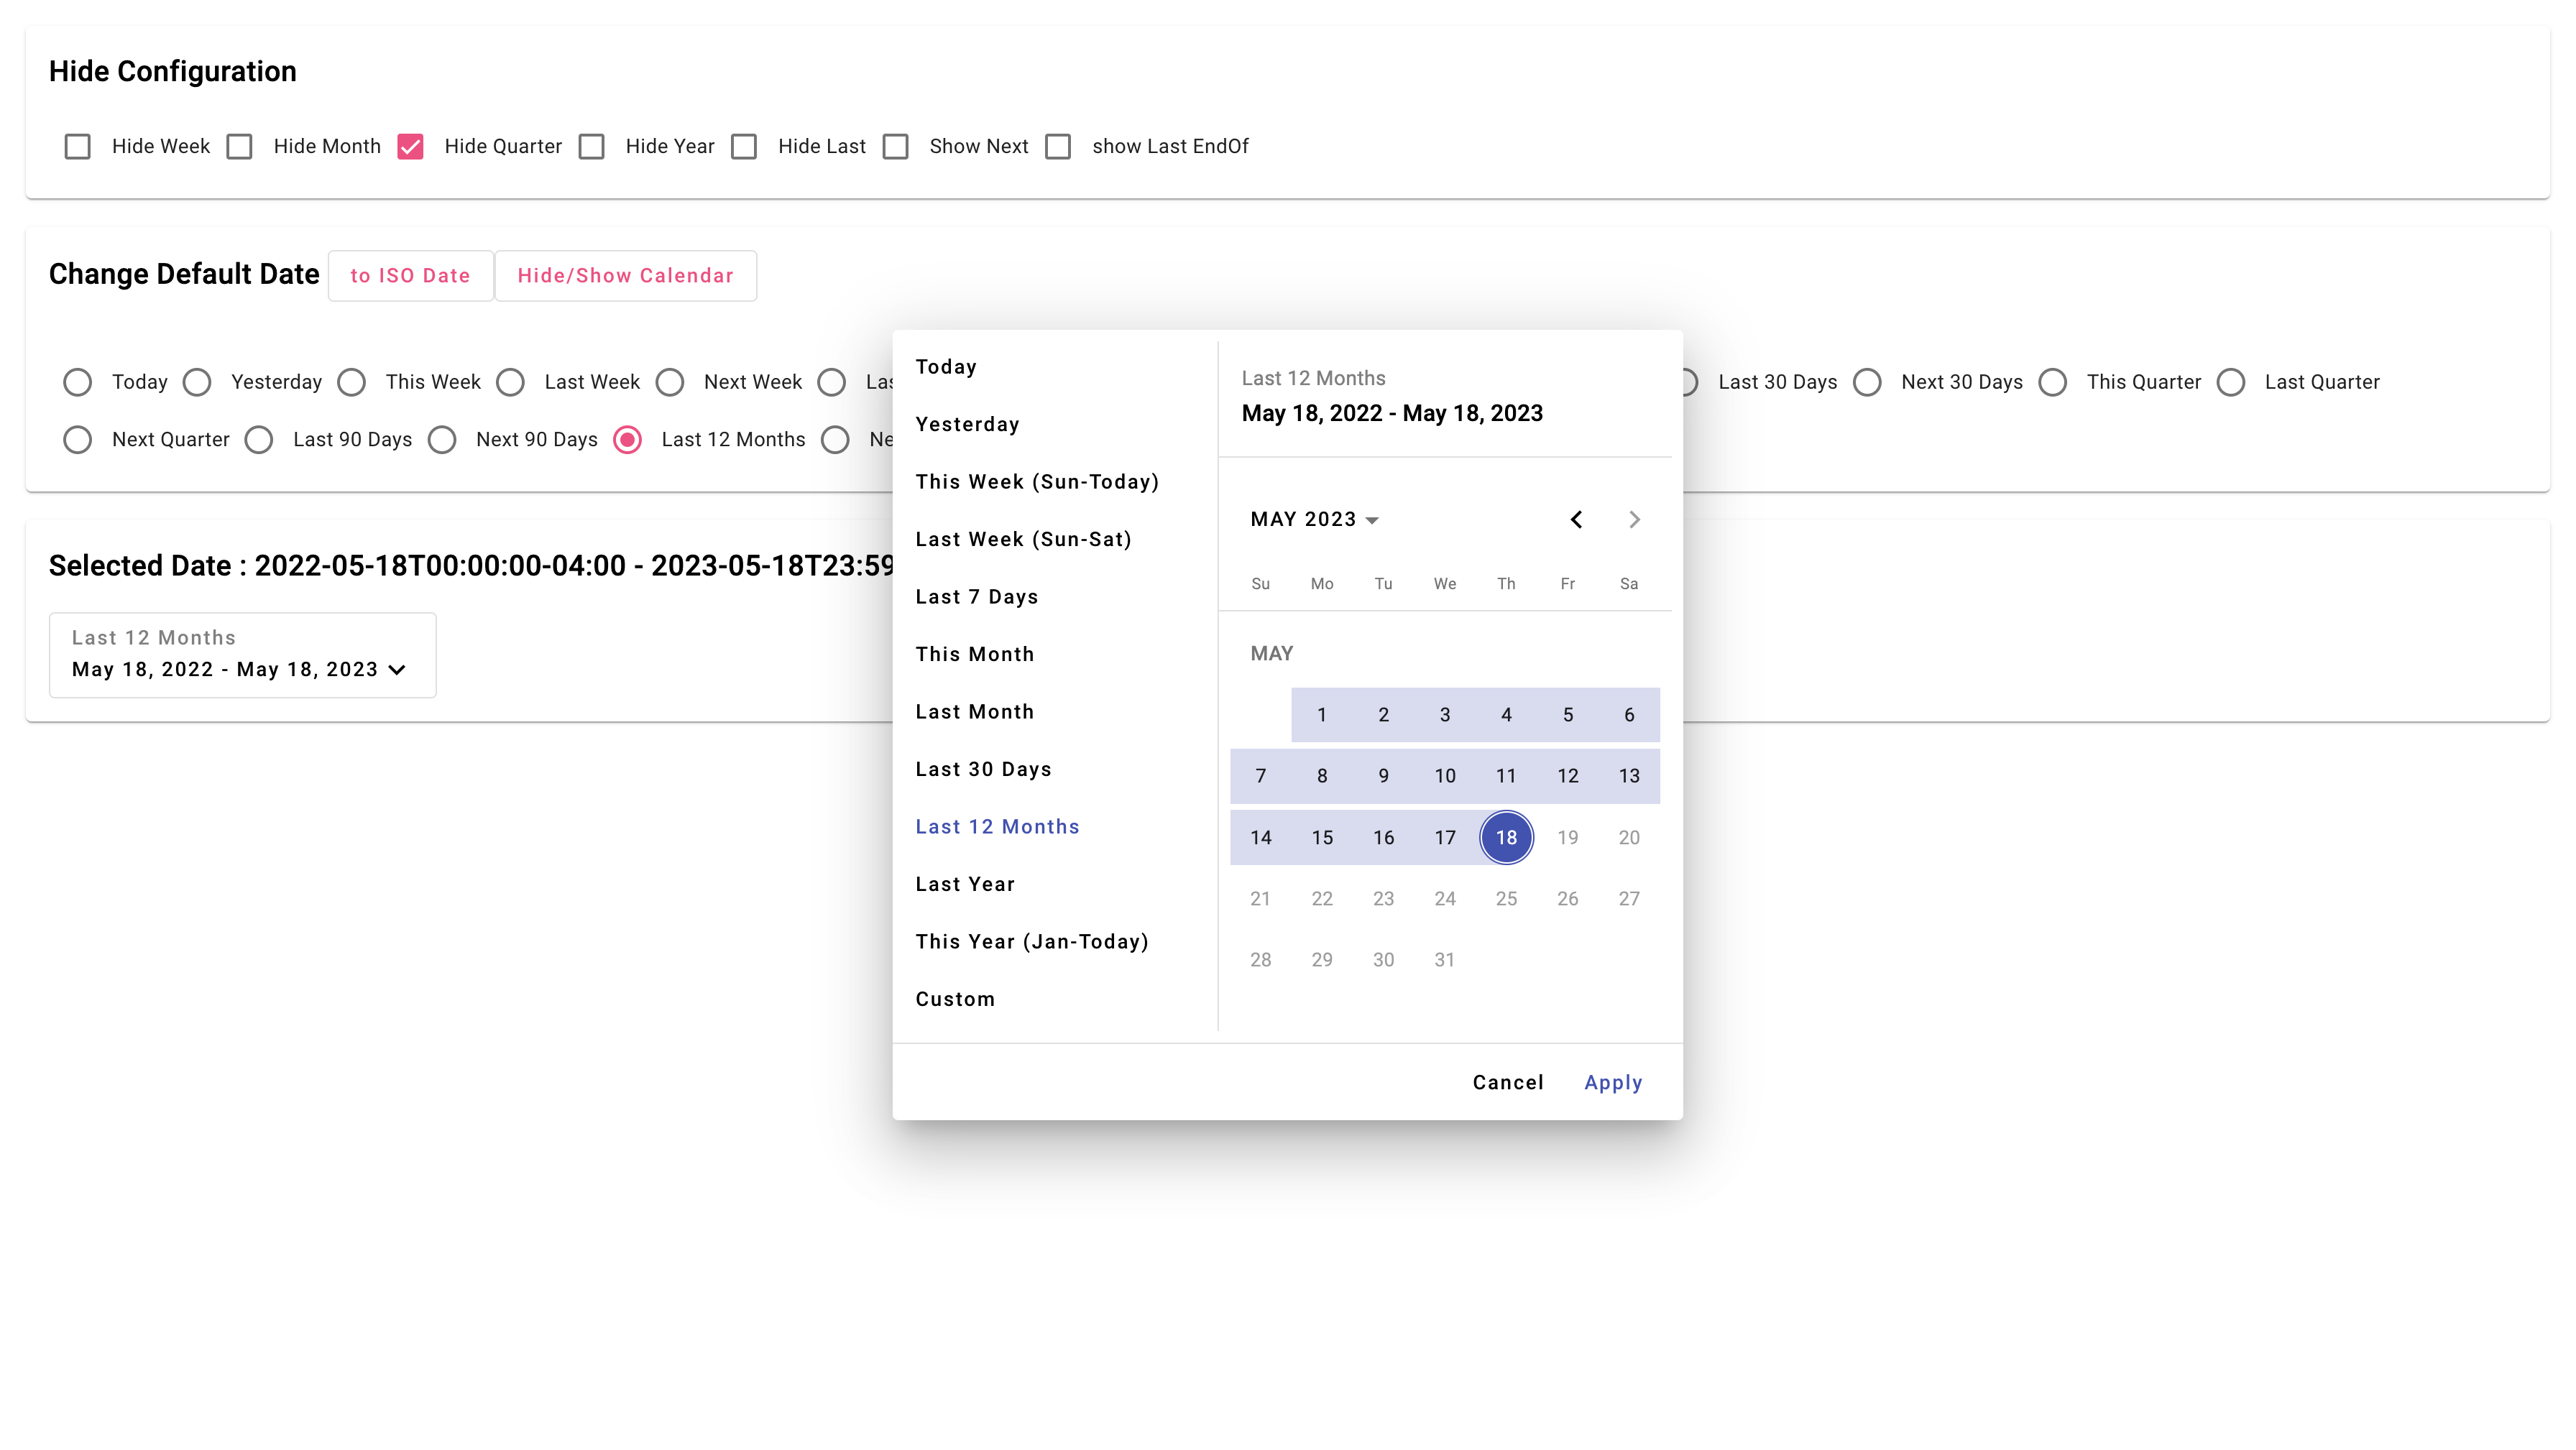 Hide Configuration
Hide Week Hide Month Hide Quarter Hide Year Hide Last Show Next show Last EndOf
Change Default Date to ISO Date Hide/Show Calendar
Today Yesterday This Week Last Week Next Week Last 30 Days Next 30 Days This Quarter Last Quarter
Next Quarter Last 90 Days Next 90 Days Last 12 Months
Selected Date : 2022-05-18T00:00:00-04:00 - 2023-05-18T23:59
Last 12 Months
May 18, 2022 - May 18, 2023
Today
Yesterday
This Week (Sun-Today)
Last Week (Sun-Sat)
Last 7 Days
This Month
Last Month
Last 30 Days
Last 12 Months
Last Year
This Year (Jan-Today)
Custom
Last 12 Months
May 18, 2022 - May 18, 2023
MAY 2023
Su Mo Tu We Th Fr Sa
MAY
1 2 3 4 5 6
7 8 9 10 11 12 13
14 15 16 17 18 19 20
21 22 23 24 25 26 27
28 29 30 31
Cancel Apply